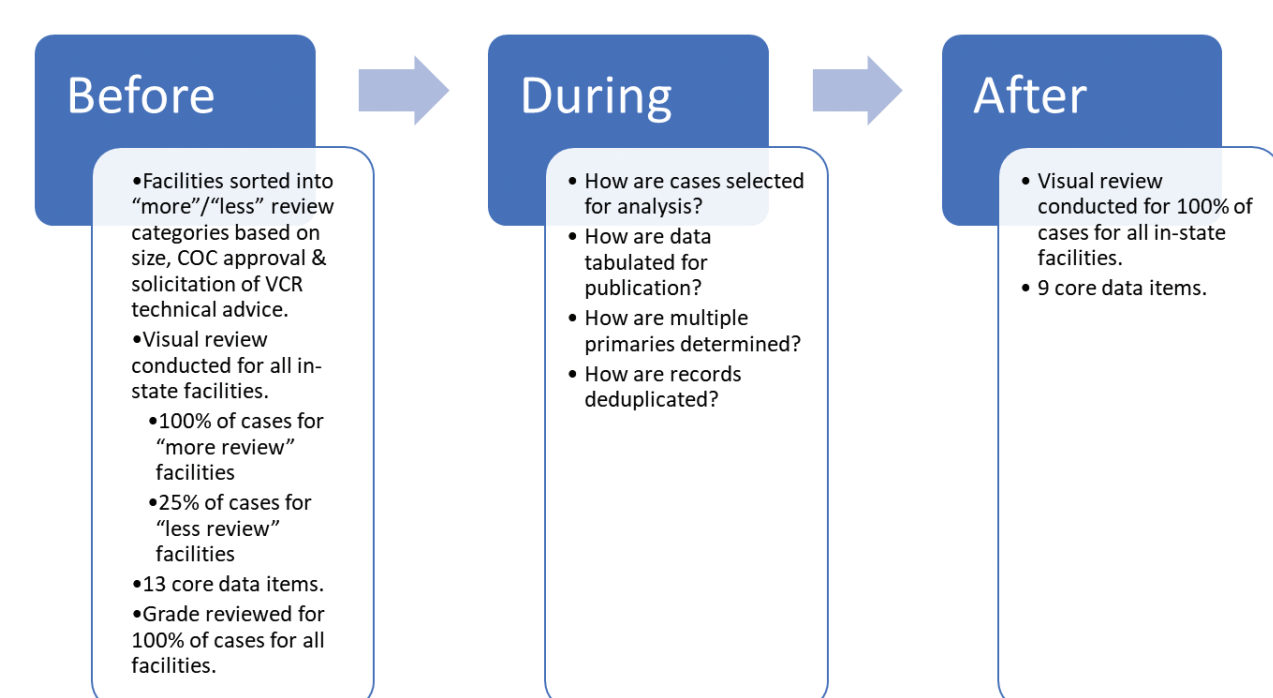 Before
•Facilities sorted into
“more”/“less” review
categories based on
size, COC approval &
solicitation of VCR
technical advice.
•Visual review
conducted for all in-
state facilities.
•100% of cases for
“more review”
facilities
•25% of cases for
“less review”
facilities
•13 core data items.
•Grade reviewed for
100% of cases for all
facilities.
During
• How are cases selected
for analysis?
• How are data
tabulated for
publication?
• How are multiple
primaries determined?
• How are records
deduplicated?
After
• Visual review
conducted for 100% of
cases for all in-state
facilities.
• 9 core data items.